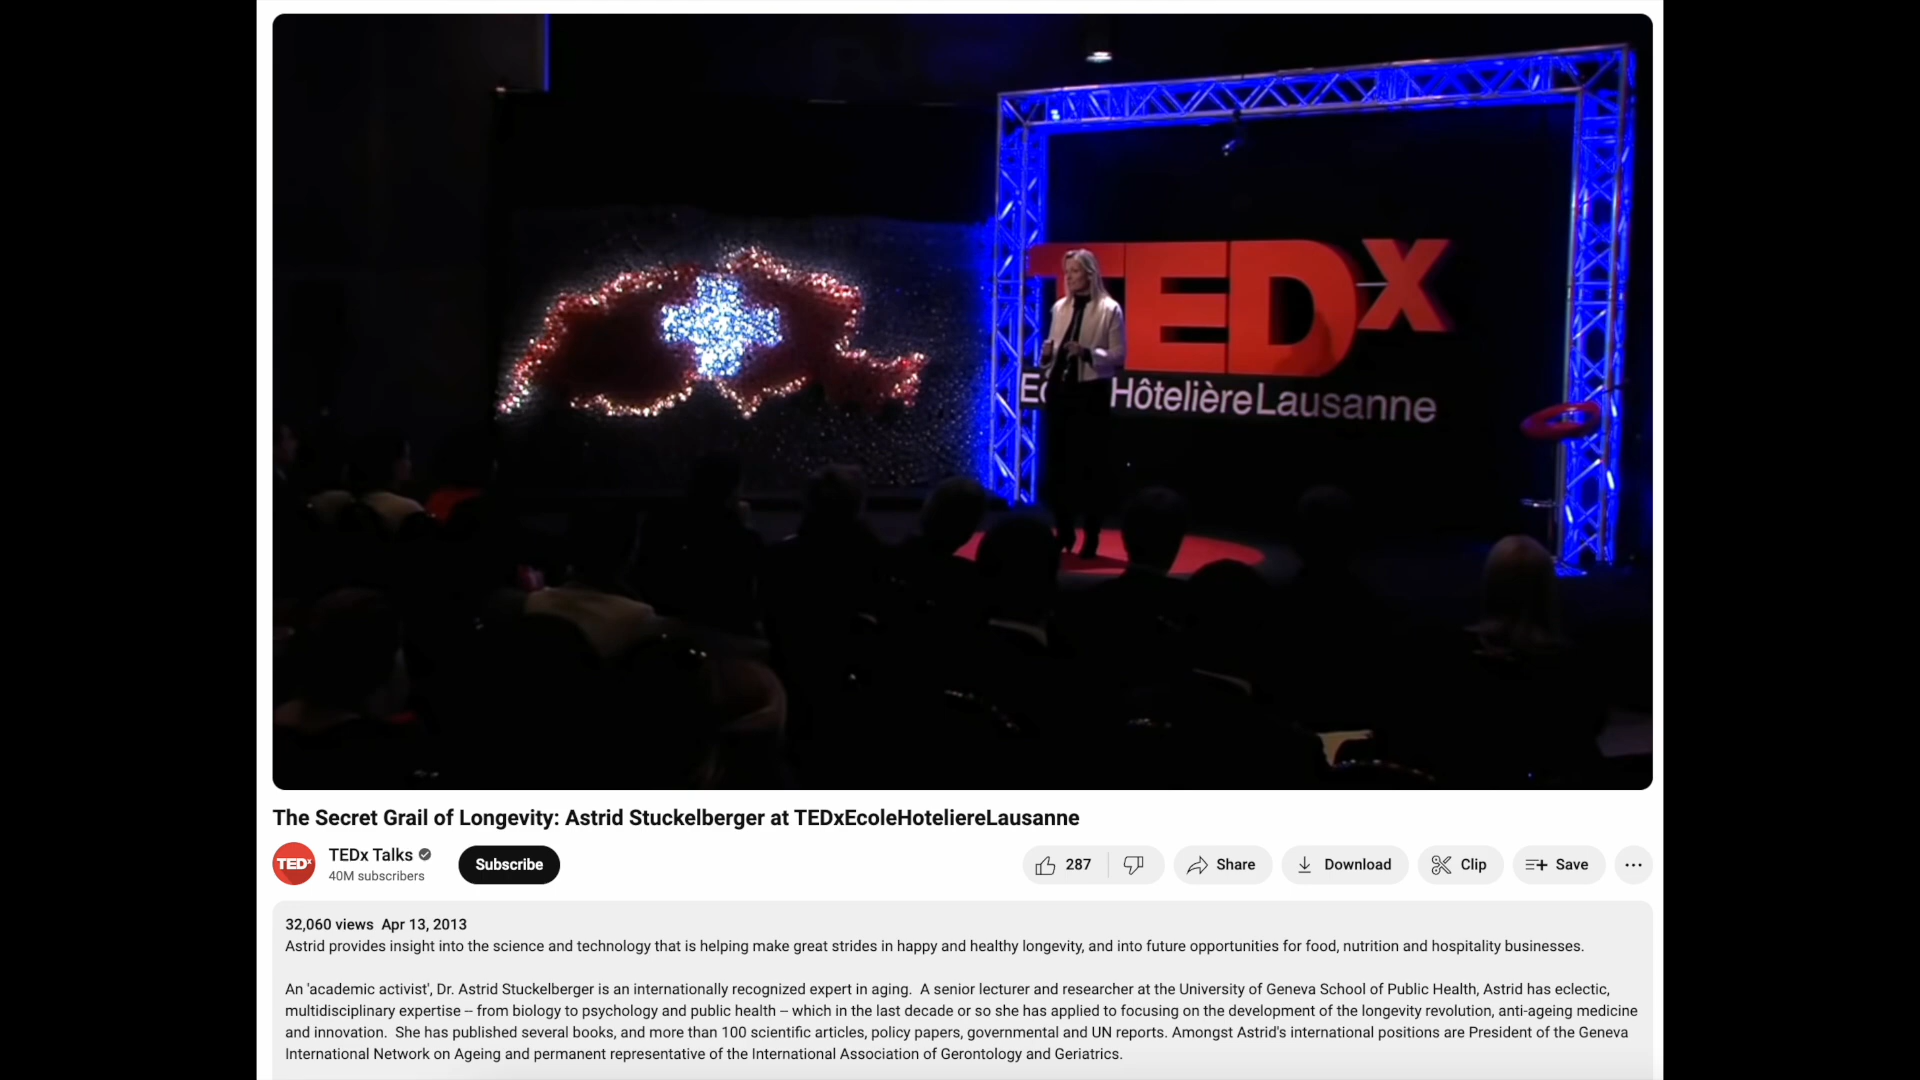 TEDx
Ec HôtelièreLausanne
The Secret Grail of Longevity: Astrid Stuckelberger at TEDxEcoleHoteliereLausanne
TEDx
TEDx Talks
40M subscribers
Subscribe
287
Share
Download
Clip
Save
32,060 views Apr 13, 2013
Astrid provides insight into the science and technology that is helping make great strides in happy and healthy longevity, and into future opportunities for food, nutrition and hospitality businesses.
An 'academic activist', Dr. Astrid Stuckelberger is an internationally recognized expert in aging. A senior lecturer and researcher at the University of Geneva School of Public Health, Astrid has eclectic,
multidisciplinary expertise -- from biology to psychology and public health -- which in the last decade or so she has applied to focusing on the development of the longevity revolution, anti-ageing medicine
and innovation. She has published several books, and more than 100 scientific articles, policy papers, governmental and UN reports. Amongst Astrid's international positions are President of the Geneva
International Network on Ageing and permanent representative of the International Association of Gerontology and Geriatrics.